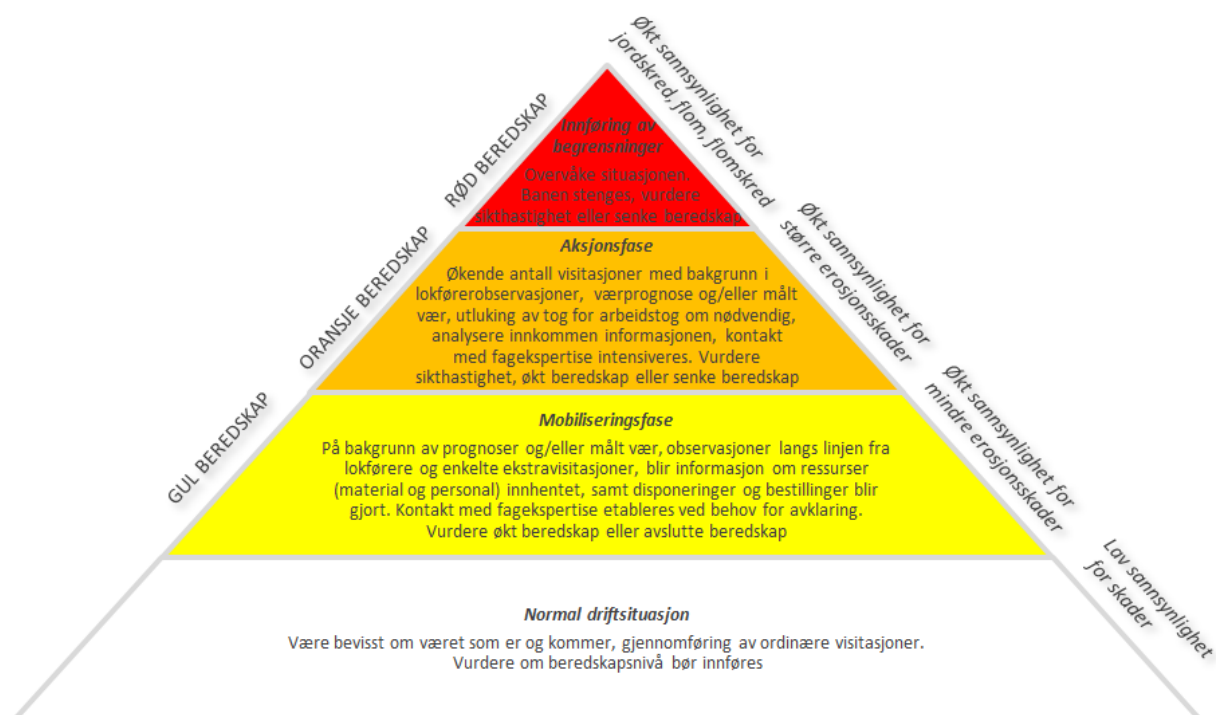 RØD BEREDSKAP
Økt sannsynlighet for
jordskred, flom, flomskred
Innføring av
begrensninger
Overvåke situasjonen.
Banen stenges, vurdere
sikthastighet eller senke beredskap
ORANSJE BEREDSKAP
Økt sannsynlighet for
større erosjonsskader
Aksjonsfase
Økende antall visitasjoner med bakgrunn i
lokførerobservasjoner, værprognose og/eller målt
vær, utluking av tog for arbeidstog om nødvendig,
analysere innkommen informasjonen, kontakt
med fagekspertise intensiveres. Vurdere
sikthastighet, økt beredskap eller senke beredskap
GUL BEREDSKAP
Økt sannsynlighet for
mindre erosjonsskader
Mobiliseringsfase
På bakgrunn av prognoser og/eller målt vær, observasjoner langs linjen fra
lokførere og enkelte ekstravisitasjoner, blir informasjon om ressurser
(material og personal) innhentet, samt disponeringer og bestillinger blir
gjort. Kontakt med fagekspertise etableres ved behov for avklaring.
Vurdere økt beredskap eller avslutte beredskap
Lav sannsynlighet
for skader
Normal driftsituasjon
Være bevisst om været som er og kommer, gjennomføring av ordinære visitasjoner.
Vurdere om beredskapsnivå bør innføres